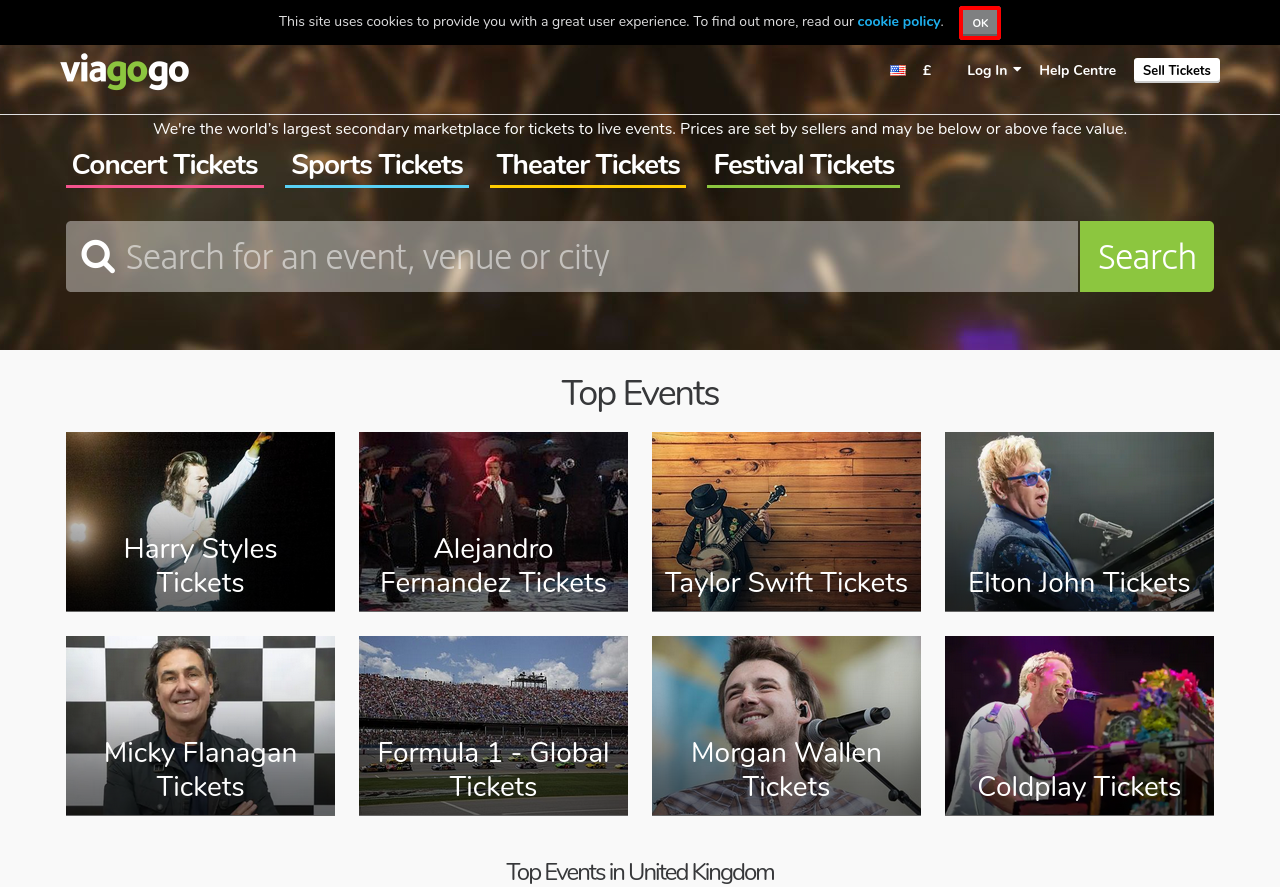 This site uses cookies to provide you with a great user experience. To find out more, read our cookie policy. OK
viagogo £ Log In Help Centre Sell Tickets
We're the world's largest secondary marketplace for tickets to live events. Prices are set by sellers and may be below or above face value.
Concert Tickets Sports Tickets Theater Tickets Festival Tickets
Search for an event, venue or city Search
Top Events
Harry Styles
Tickets
Alejandro
Fernandez Tickets
Taylor Swift Tickets
Elton John Tickets
Micky Flanagan
Tickets
Formula 1 - Global
Tickets
Morgan Wallen
Tickets
Coldplay Tickets
Top Events in United Kingdom